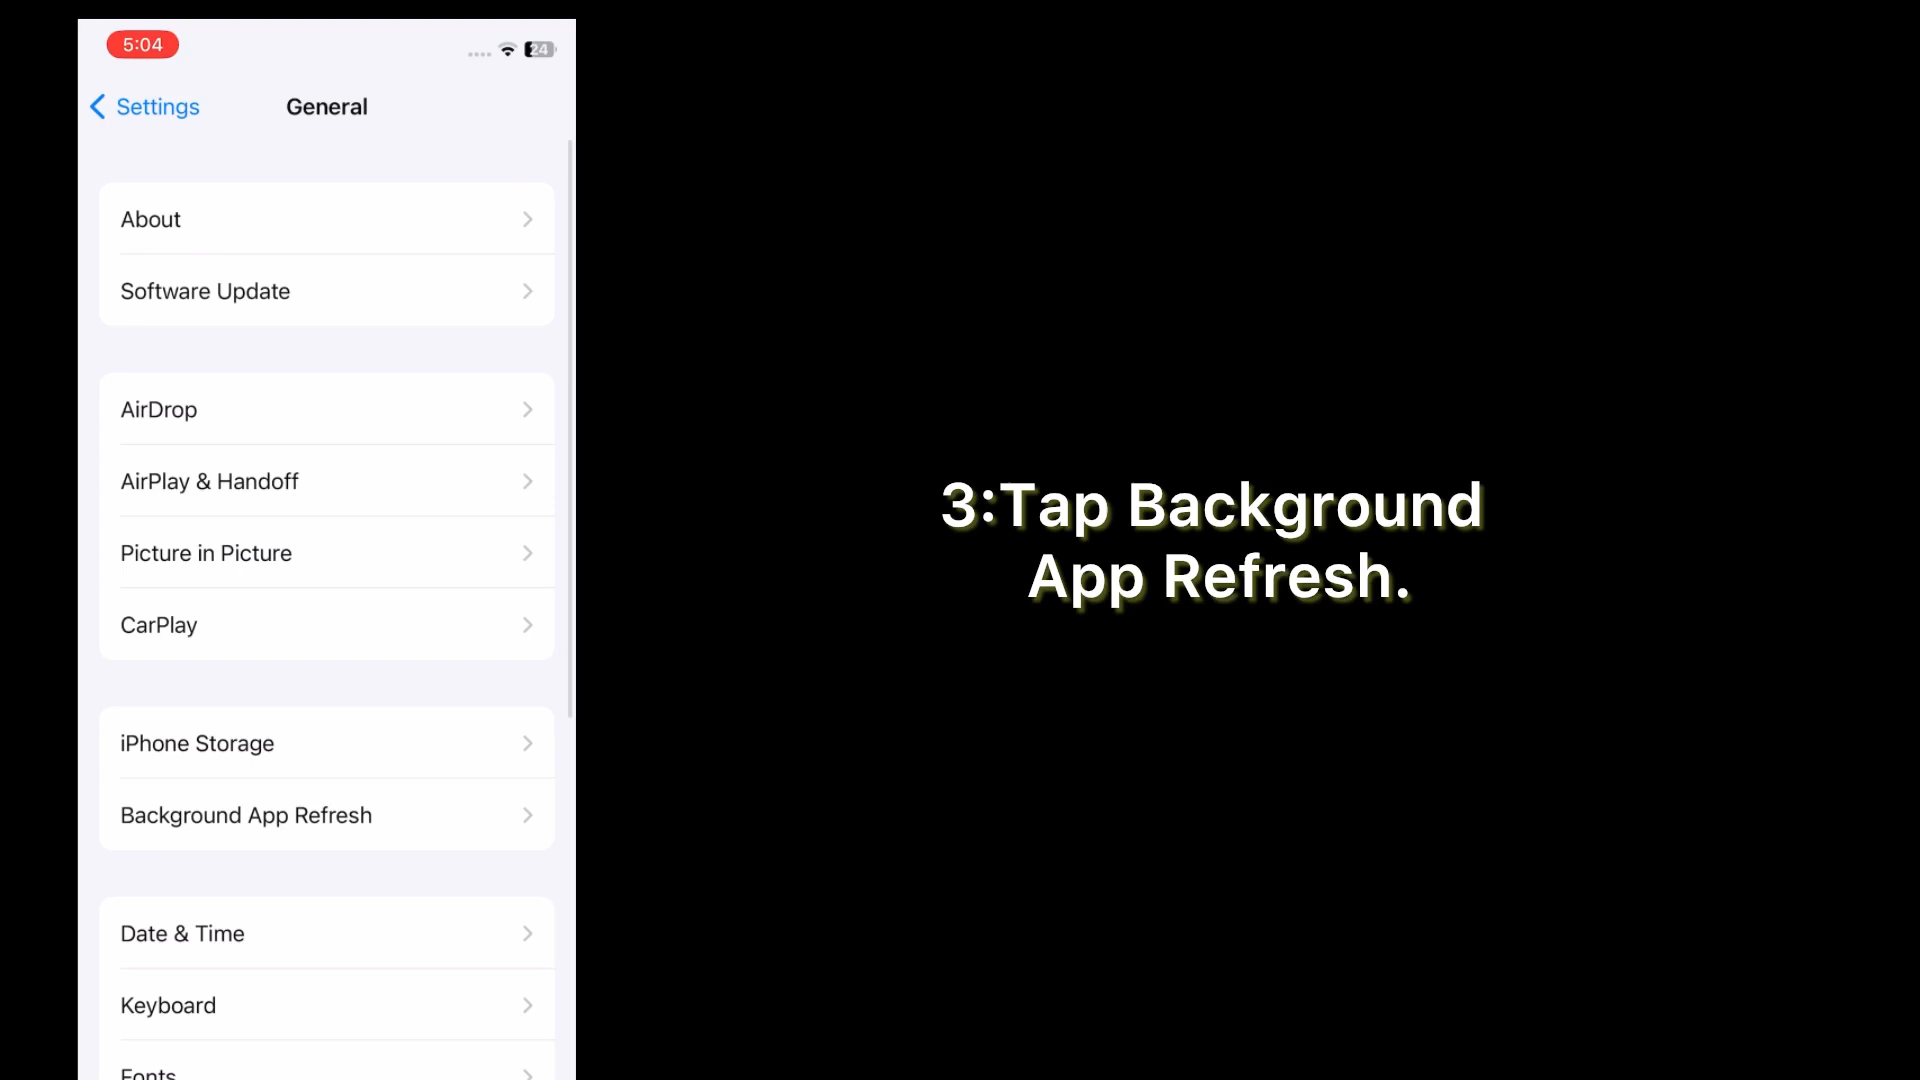 5:04
24
Settings
General
About
Software Update
AirDrop
AirPlay & Handoff
Picture in Picture
CarPlay
iPhone Storage
Background App Refresh
Date & Time
Keyboard
Fonts
3:Tap Background
App Refresh.